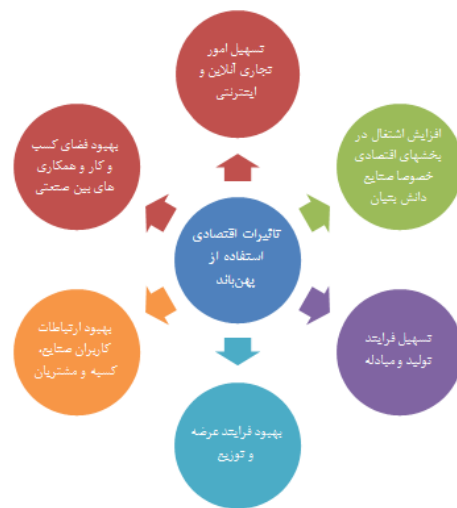 تسهیل امور
تجاری آنلاین و
اینترنتی
افزایش اشتغال در
بخشهای اقتصادی
خصوصا صنایع
دانش بنیان
تسهیل فرایند
تولید و مبادله
بهبود فرایند عرضه
و توزیع
بهبود ارتباطات
کاربران صنایع،
کسبه و مشتریان
بهبود فضای کسب
و کار و همکاری
های بین صنعتی
تاثیرات اقتصادی
استفاده از
پهن‌باند